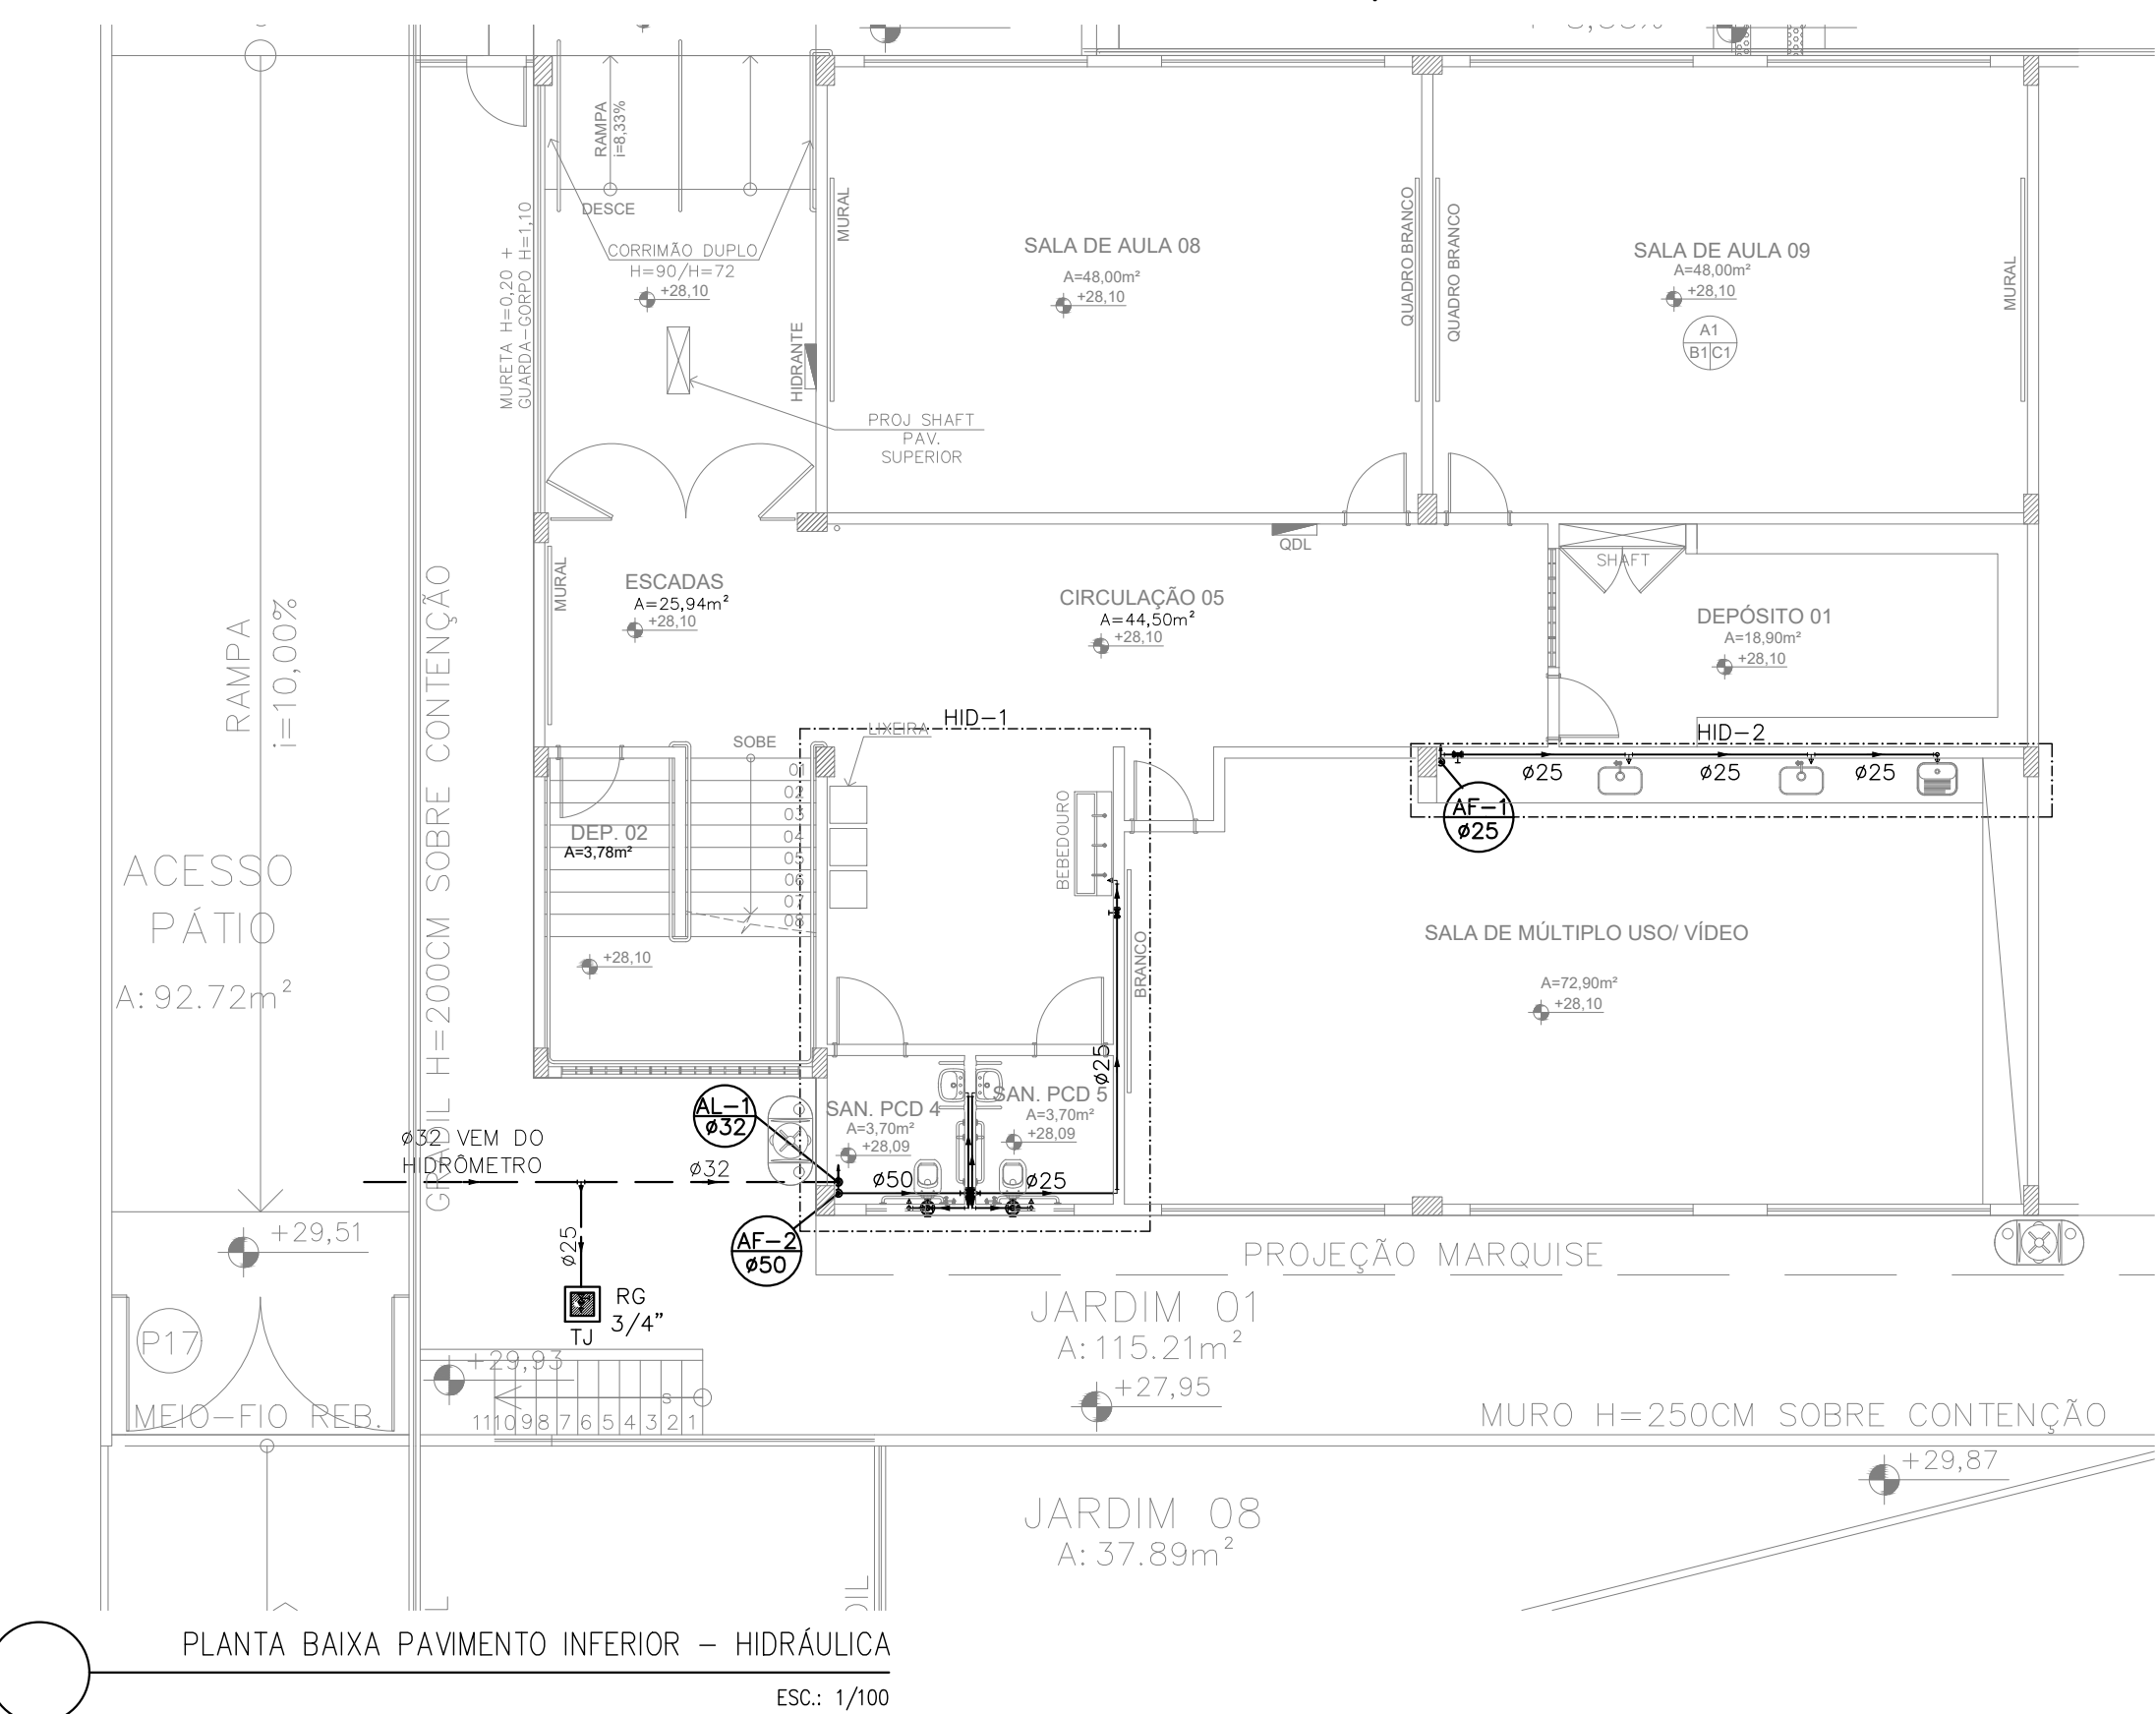 RAMPA
i=8,33%
DESCE
MURETA H=0,20 +
GUARDA-GORPO H=1,10
CORRIMÃO DUPLO
H=90/H=72
+28,10
HIDRANTE
PROJ SHAFT
PAV.
SUPERIOR
MURAL
SALA DE AULA 08
A=48,00m²
+28,10
QUADRO BRANCO
QUADRO BRANCO
SALA DE AULA 09
A=48,00m²
+28,10
A1
B1 C1
MURAL
RAMPA
i=10,00%
GRADIL H=200CM SOBRE CONTENÇÃO
MURAL
ESCADAS
A=25,94m²
+28,10
QDL
CIRCULAÇÃO 05
A=44,50m²
+28,10
SHAFT
DEPÓSITO 01
A=18,90m²
+28,10
HID-1
LIXEIRA
HID-2
SOBE
01
02
03
04
05
06
07
08
DEP. 02
A=3,78m²
+28,10
BEBEDOURO
BRANCO
ø25
ø25
ø25
AF-1
ø25
ACESSO
PÁTIO
A: 92.72m²
SALA DE MÚLTIPLO USO/ VÍDEO
A=72,90m²
+28,10
ø25
AL-1
ø32
SAN. PCD 4
A=3,70m²
+28,09
SAN. PCD 5
A=3,70m²
+28,09
ø32 VEM DO
HIDRÔMETRO
ø32
ø50
ø25
AF-2
ø50
ø25
RG
3/4"
TJ
+29,51
PROJEÇÃO MARQUISE
P17
JARDIM 01
A: 115.21m²
+27,95
+29,93
S
11 10 9 8 7 6 5 4 3 2 1
MEIO-FIO REB.
MURO H=250CM SOBRE CONTENÇÃO
+29,87
JARDIM 08
A: 37.89m²
PLANTA BAIXA PAVIMENTO INFERIOR - HIDRÁULICA
ESC.: 1/100